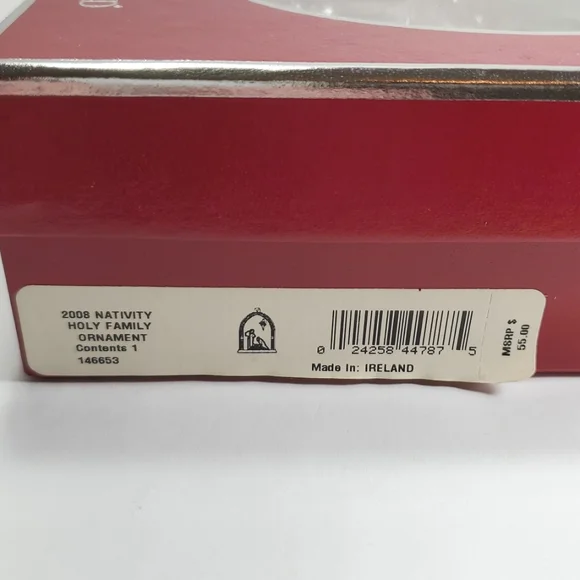 2008 NATIVITY
HOLY FAMILY
ORNAMENT
Contents 1
146653
0 24258 44787 5
Made In: IRELAND
MSRP $
55.00